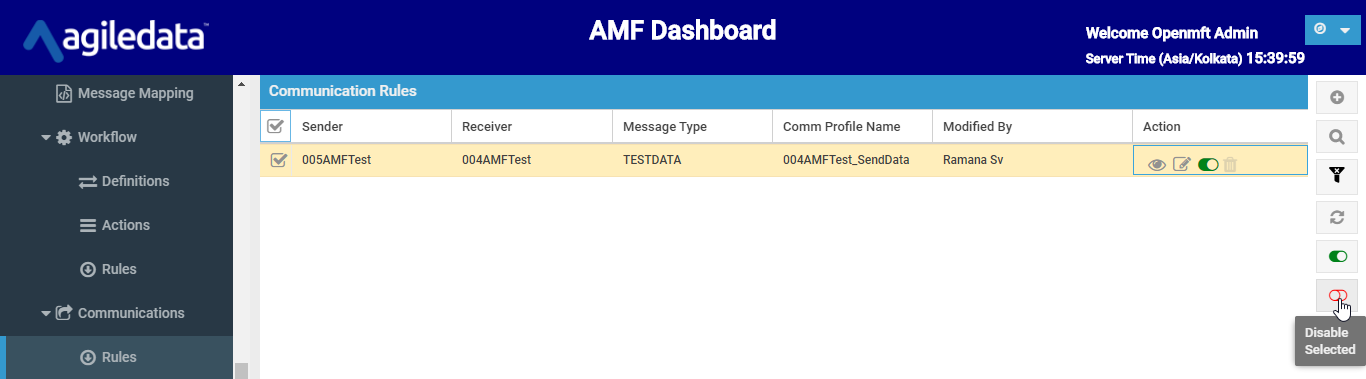 agiledata™
AMF Dashboard
Welcome Openmft Admin
Server Time (Asia/Kolkata) 15:39:59
Message Mapping
Workflow
Definitions
Actions
Rules
Communications
Rules
Communication Rules
Sender Receiver Message Type Comm Profile Name Modified By Action
005AMFTest 004AMFTest TESTDATA 004AMFTest_SendData Ramana Sv
Disable
Selected